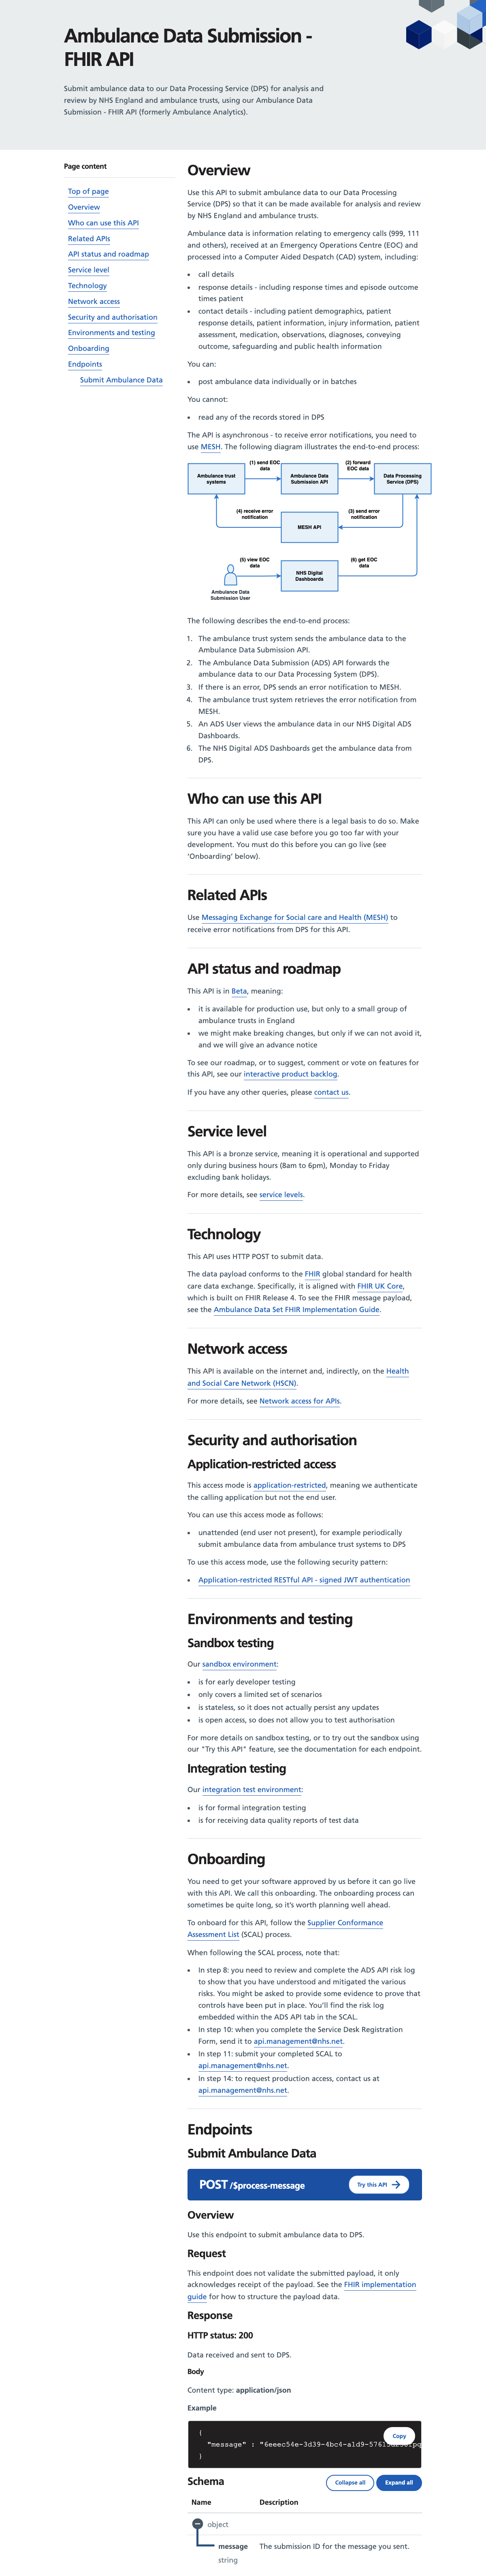 Ambulance Data Submission -
FHIR API
Submit ambulance data to our Data Processing Service (DPS) for analysis and
review by NHS England and ambulance trusts, using our Ambulance Data
Submission - FHIR API (formerly Ambulance Analytics).
Page content
Top of page
Overview
Who can use this API
Related APIs
API status and roadmap
Service level
Technology
Network access
Security and authorisation
Environments and testing
Onboarding
Endpoints
Submit Ambulance Data
Overview
Use this API to submit ambulance data to our Data Processing
Service (DPS) so that it can be made available for analysis and review
by NHS England and ambulance trusts.
Ambulance data is information relating to emergency calls (999, 111
and others), received at an Emergency Operations Centre (EOC) and
processed into a Computer Aided Despatch (CAD) system, including:
• call details
• response details - including response times and episode outcome
times patient
• contact details - including patient demographics, patient
response details, patient information, injury information, patient
assessment, medication, observations, diagnoses, conveying
outcome, safeguarding and public health information
You can:
• post ambulance data individually or in batches
You cannot:
• read any of the records stored in DPS
The API is asynchronous - to receive error notifications, you need to
use MESH. The following diagram illustrates the end-to-end process:
Ambulance trust
systems
(1) send EOC
data
Ambulance Data
Submission API
(2) forward
EOC data
Data Processing
Service (DPS)
(4) receive error
notification
MESH API
(3) send error
notification
(5) view EOC
data
NHS Digital
Dashboards
(6) get EOC
data
Ambulance Data
Submission User
The following describes the end-to-end process:
1. The ambulance trust system sends the ambulance data to the
Ambulance Data Submission API.
2. The Ambulance Data Submission (ADS) API forwards the
ambulance data to our Data Processing System (DPS).
3. If there is an error, DPS sends an error notification to MESH.
4. The ambulance trust system retrieves the error notification from
MESH.
5. An ADS User views the ambulance data in our NHS Digital ADS
Dashboards.
6. The NHS Digital ADS Dashboards get the ambulance data from
DPS.
Who can use this API
This API can only be used where there is a legal basis to do so. Make
sure you have a valid use case before you go too far with your
development. You must do this before you can go live (see
‘Onboarding’ below).
Related APIs
Use Messaging Exchange for Social care and Health (MESH) to
receive error notifications from DPS for this API.
API status and roadmap
This API is in Beta, meaning:
• it is available for production use, but only to a small group of
ambulance trusts in England
• we might make breaking changes, but only if we can not avoid it,
and we will give an advance notice
To see our roadmap, or to suggest, comment or vote on features for
this API, see our interactive product backlog.
If you have any other queries, please contact us.
Service level
This API is a bronze service, meaning it is operational and supported
only during business hours (8am to 6pm), Monday to Friday
excluding bank holidays.
For more details, see service levels.
Technology
This API uses HTTP POST to submit data.
The data payload conforms to the FHIR global standard for health
care data exchange. Specifically, it is aligned with FHIR UK Core,
which is built on FHIR Release 4. To see the FHIR message payload,
see the Ambulance Data Set FHIR Implementation Guide.
Network access
This API is available on the internet and, indirectly, on the Health
and Social Care Network (HSCN).
For more details, see Network access for APIs.
Security and authorisation
Application-restricted access
This access mode is application-restricted, meaning we authenticate
the calling application but not the end user.
You can use this access mode as follows:
• unattended (end user not present), for example periodically
submit ambulance data from ambulance trust systems to DPS
To use this access mode, use the following security pattern:
• Application-restricted RESTful API - signed JWT authentication
Environments and testing
Sandbox testing
Our sandbox environment:
• is for early developer testing
• only covers a limited set of scenarios
• is stateless, so it does not actually persist any updates
• is open access, so does not allow you to test authorisation
For more details on sandbox testing, or to try out the sandbox using
our "Try this API" feature, see the documentation for each endpoint.
Integration testing
Our integration test environment:
• is for formal integration testing
• is for receiving data quality reports of test data
Onboarding
You need to get your software approved by us before it can go live
with this API. We call this onboarding. The onboarding process can
sometimes be quite long, so it’s worth planning well ahead.
To onboard for this API, follow the Supplier Conformance
Assessment List (SCAL) process.
When following the SCAL process, note that:
• In step 8: you need to review and complete the ADS API risk log
to show that you have understood and mitigated the various
risks. You might be asked to provide some evidence to prove that
controls have been put in place. You’ll find the risk log
embedded within the ADS API tab in the SCAL.
• In step 10: when you complete the Service Desk Registration
Form, send it to api.management@nhs.net.
• In step 11: submit your completed SCAL to
api.management@nhs.net.
• In step 14: to request production access, contact us at
api.management@nhs.net.
Endpoints
Submit Ambulance Data
POST /$process-message
Try this API
Overview
Use this endpoint to submit ambulance data to DPS.
Request
This endpoint does not validate the submitted payload, it only
acknowledges receipt of the payload. See the FHIR implementation
guide for how to structure the payload data.
Response
HTTP status: 200
Data received and sent to DPS.
Body
Content type: application/json
Example
Copy
{
"message" : "6eeec54e-3d39-4bc4-a1d9-5761
}
Schema
Collapse all
Expand all
Name Description
object
message The submission ID for the message you sent.
string